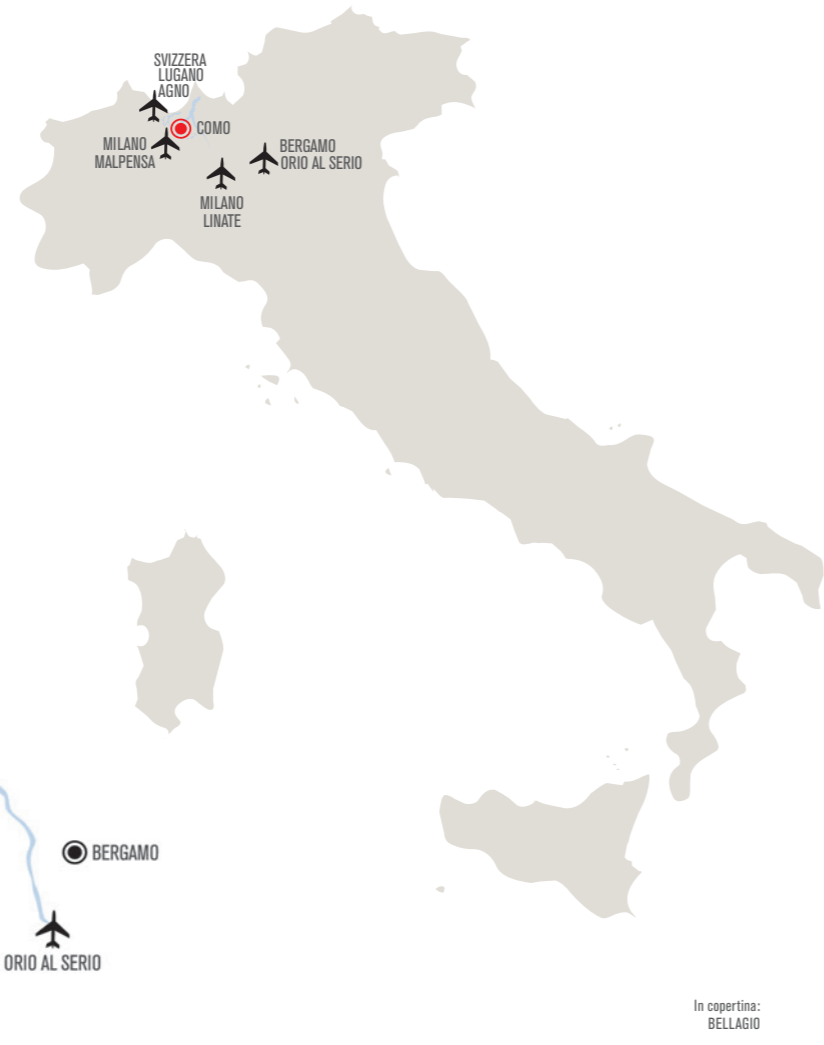 SVIZZERA
LUGANO
AGNO
COMO
MILANO
MALPENSA
BERGAMO
ORIO AL SERIO
MILANO
LINATE
BERGAMO
ORIO AL SERIO
In copertina:
BELLAGIO